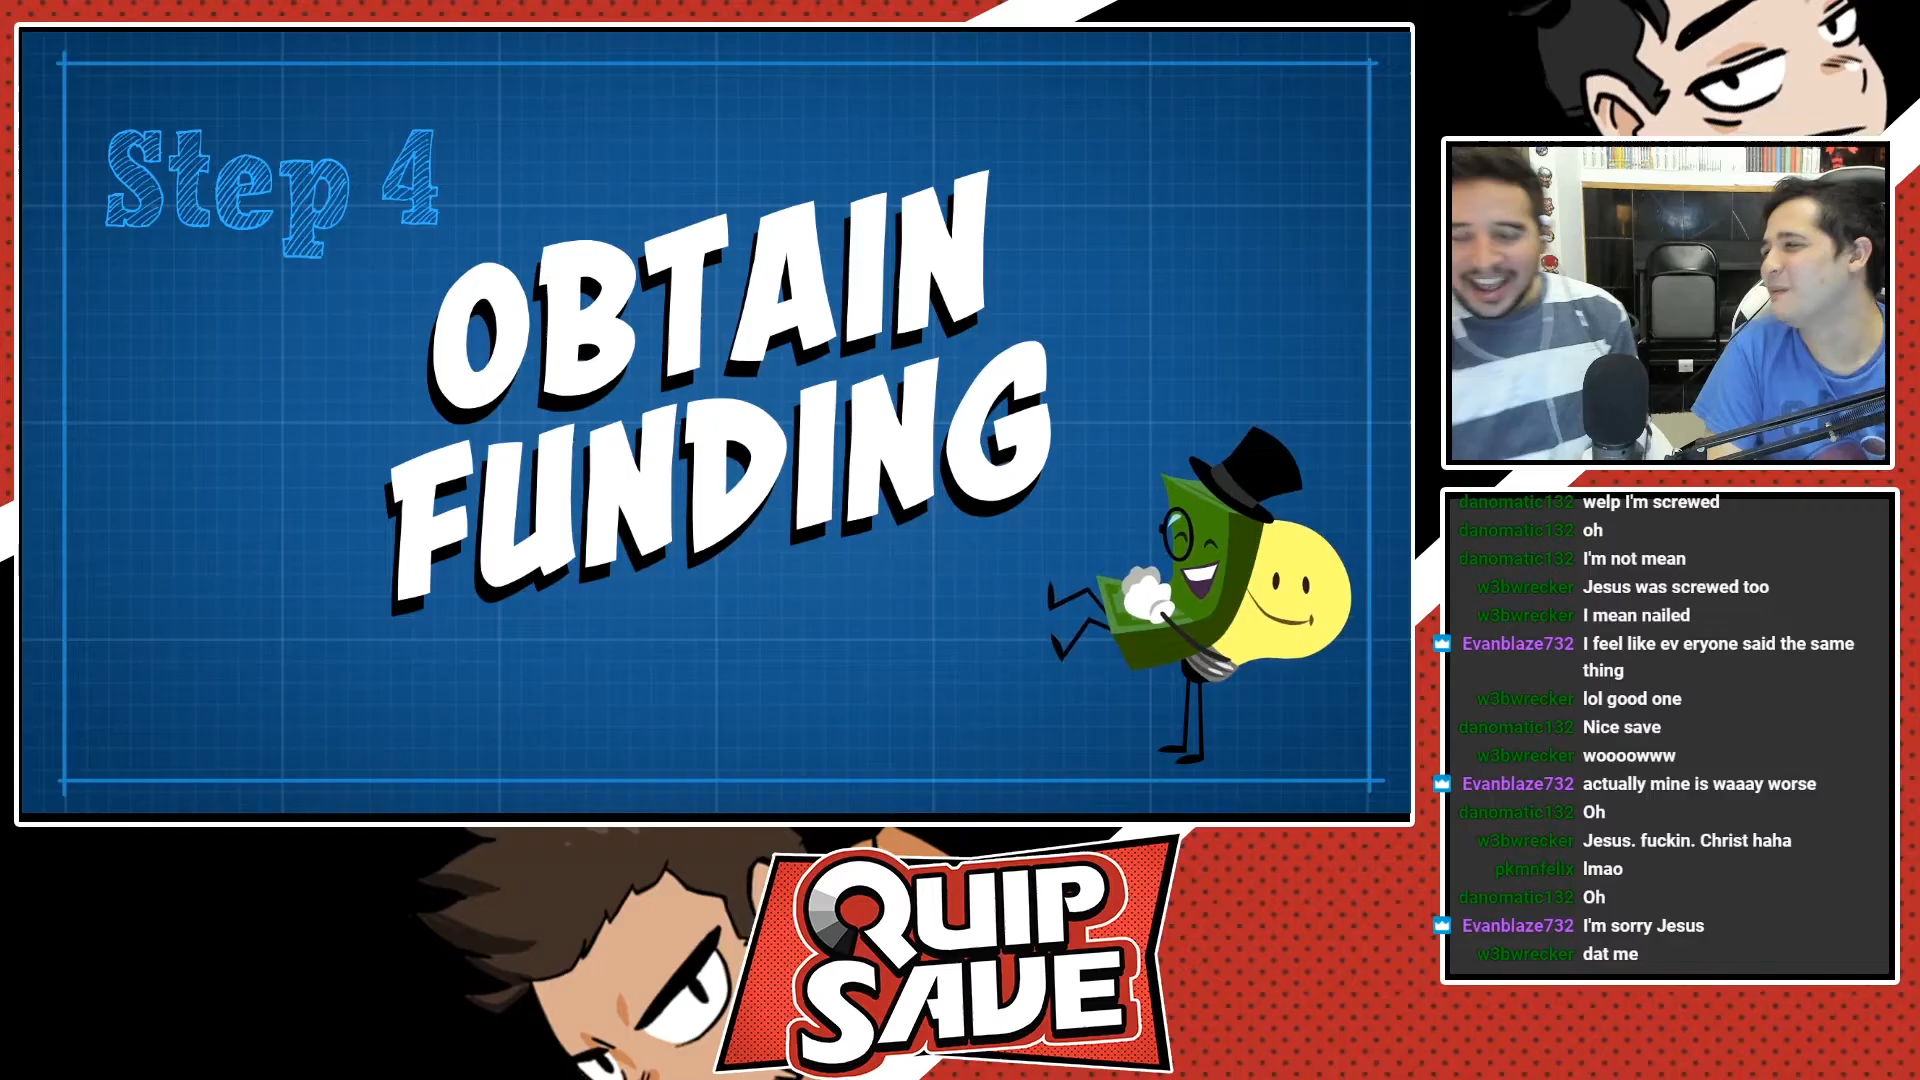 Step 4
OBTAIN
FUNDING
danomatic132 welp I'm screwed
danomatic132 oh
danomatic132 I'm not mean
w3bwrecker Jesus was screwed too
w3bwrecker I mean nailed
Evanblaze732 I feel like ev eryone said the same
thing
w3bwrecker lol good one
danomatic132 Nice save
w3bwrecker woooowww
Evanblaze732 actually mine is waaay worse
danomatic132 Oh
w3bwrecker Jesus. fuckin. Christ haha
pkmnfelix lmao
danomatic132 Oh
Evanblaze732 I'm sorry Jesus
w3bwrecker dat me
QUIP
SAVE